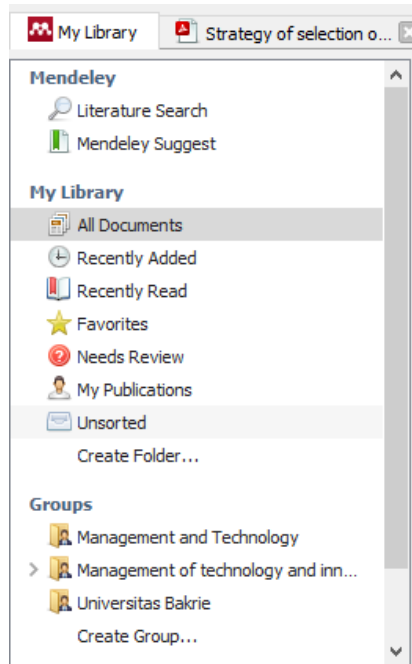 My Library
Strategy of selection o...
Mendeley
Literature Search
Mendeley Suggest
My Library
All Documents
Recently Added
Recently Read
Favorites
Needs Review
My Publications
Unsorted
Create Folder...
Groups
Management and Technology
Management of technology and inn...
Universitas Bakrie
Create Group...